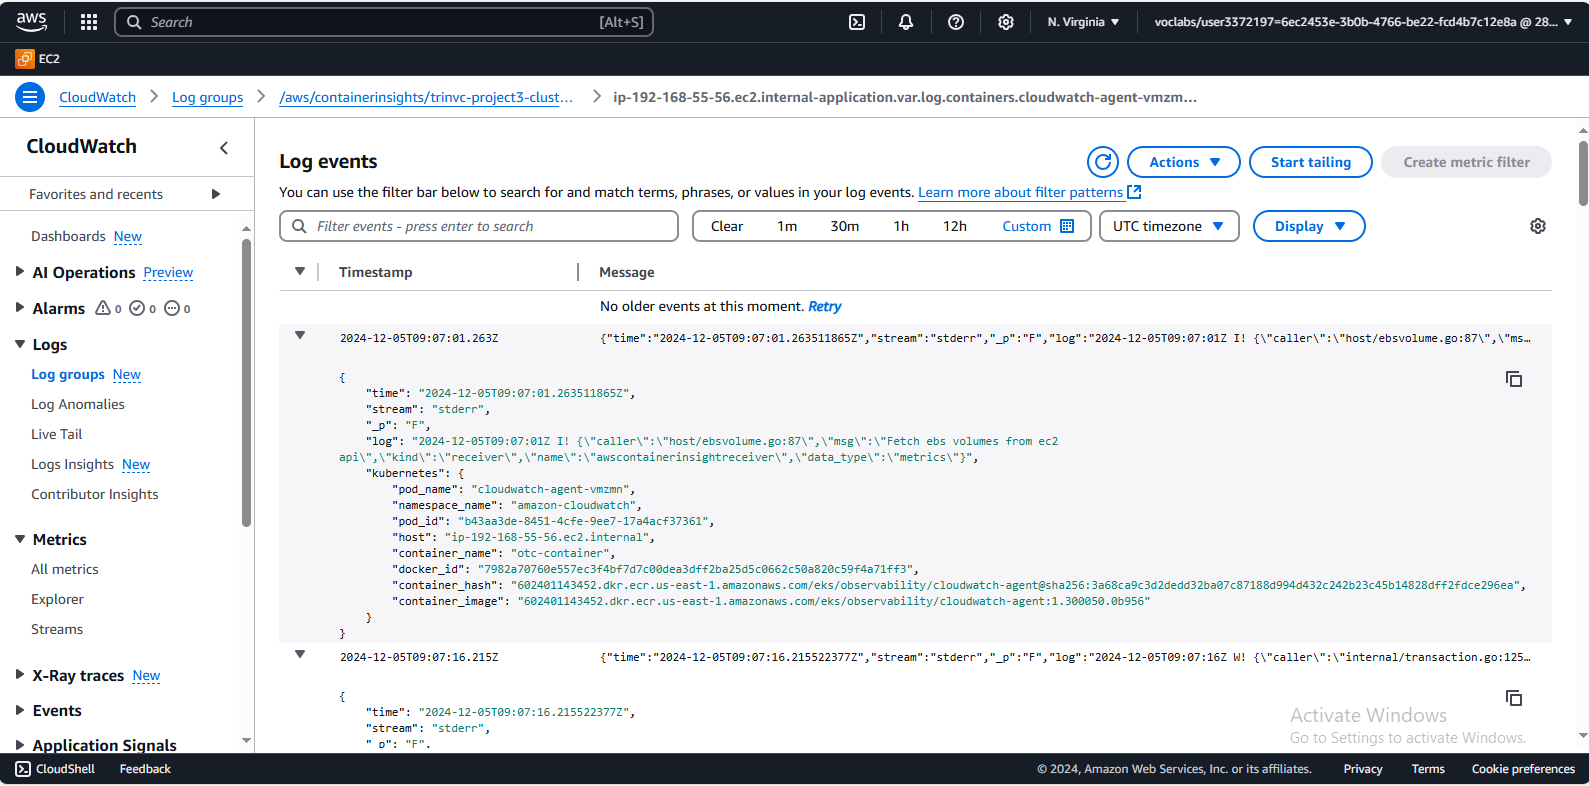 aws
Search [Alt+S]
N. Virginia
voclabs/user3372197=6ec2453e-3b0b-4766-be22-fcd4b7c12e8a @ 28...
EC2
CloudWatch
Log groups
/aws/containerinsights/trinvc-project3-clust...
ip-192-168-55-56.ec2.internal-application.var.log.containers.cloudwatch-agent-vmzm...
CloudWatch
Favorites and recents
Dashboards New
AI Operations Preview
Alarms 0 0 0
Logs
Log groups New
Log Anomalies
Live Tail
Logs Insights New
Contributor Insights
Metrics
All metrics
Explorer
Streams
X-Ray traces New
Events
Application Signals
Log events
Actions
Start tailing
Create metric filter
You can use the filter bar below to search for and match terms, phrases, or values in your log events. Learn more about filter patterns
Filter events - press enter to search
Clear 1m 30m 1h 12h Custom
UTC timezone
Display
Timestamp Message
No older events at this moment. Retry
2024-12-05T09:07:01.263Z {"time":"2024-12-05T09:07:01.263511865Z","stream":"stderr","_p":"F","log":"2024-12-05T09:07:01Z I! {\"caller\":\"host/ebsvolume.go:87\",\"ms...
{
"time": "2024-12-05T09:07:01.263511865Z",
"stream": "stderr",
"_p": "F",
"log": "2024-12-05T09:07:01Z I! {\"caller\":\"host/ebsvolume.go:87\",\"msg\":\"Fetch ebs volumes from ec2
api\",\"kind\":\"receiver\",\"name\":\"awscontainerinsightreceiver\",\"data_type\":\"metrics\"}",
"kubernetes": {
"pod_name": "cloudwatch-agent-vmzmn",
"namespace_name": "amazon-cloudwatch",
"pod_id": "b43aa3de-8451-4cfe-9ee7-17a4acf37361",
"host": "ip-192-168-55-56.ec2.internal",
"container_name": "otc-container",
"docker_id": "7982a70760e557ec3f4bf7d7c00dea3dff2ba25d5c0662c50a820c59f4a71ff3",
"container_hash": "602401143452.dkr.ecr.us-east-1.amazonaws.com/eks/observability/cloudwatch-agent@sha256:3a68ca9c3d2dedd32ba07c87188d994d432c242b23c45b14828dff2fdce296ea",
"container_image": "602401143452.dkr.ecr.us-east-1.amazonaws.com/eks/observability/cloudwatch-agent:1.300050.0b956"
}
}
2024-12-05T09:07:16.215Z {"time":"2024-12-05T09:07:16.215522377Z","stream":"stderr","_p":"F","log":"2024-12-05T09:07:16Z W! {\"caller\":\"internal/transaction.go:125...
{
"time": "2024-12-05T09:07:16.215522377Z",
"stream": "stderr",
"_p": "F",
Activate Windows
Go to Settings to activate Windows.
CloudShell
Feedback
© 2024, Amazon Web Services, Inc. or its affiliates.
Privacy
Terms
Cookie preferences